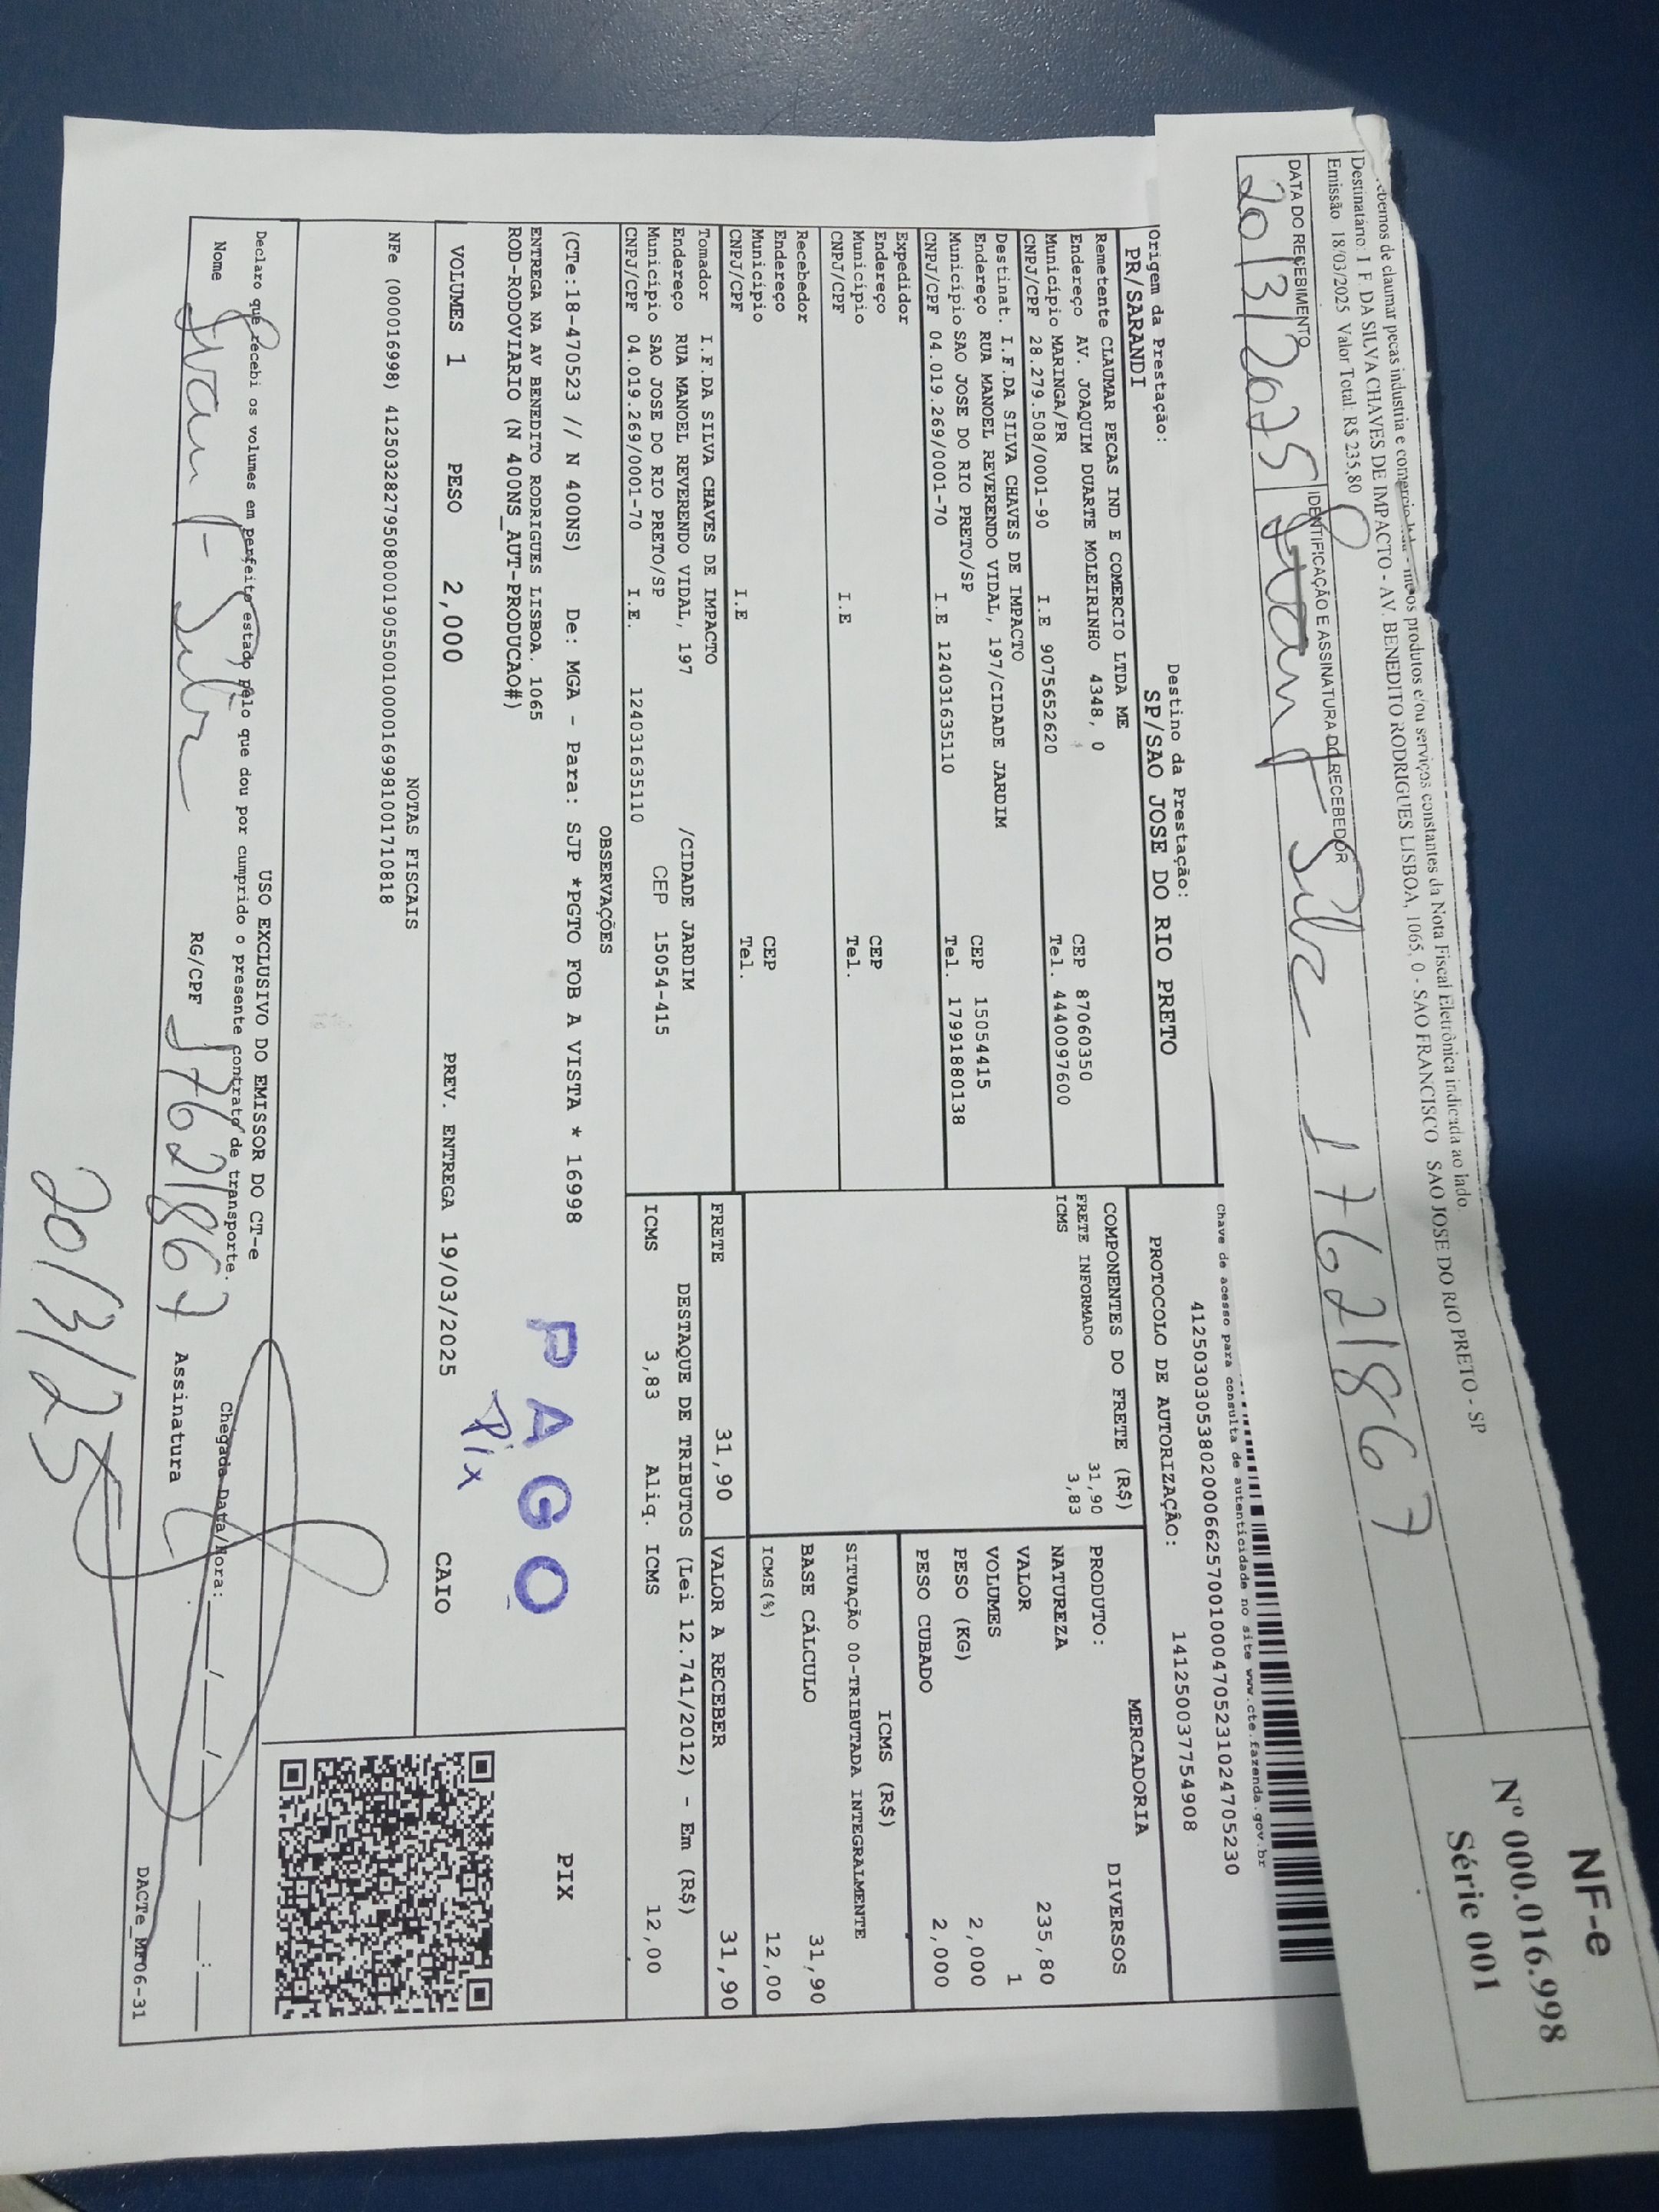 NF-e
Nº 000.016.998
Série 001
de claumar pecas industria e comercio produtos e/ou serviços constantes da Nota Fiscal Eletrônica indicada ao lado.
Destinatário: I F. DA SILVA CHAVES DE IMPACTO - AV. BENEDITO RODRIGUES LISBOA, 1065, 0 - SAO FRANCISCO SAO JOSE DO RIO PRETO - SP
Emissão 18/03/2025 Valor Total: R$ 235,80
DATA DO RECEBIMENTO
IDENTIFICAÇÃO E ASSINATURA DO RECEBEDOR
20/3/2025 Ivan F Silva 17621867
Chave de acesso para consulta de autenticidade no site www.cte.fazenda.gov.br
41250303053802000662570010004705231024705230
PROTOCOLO DE AUTORIZAÇÃO: 141250037754908
Origem da Prestação: Destino da Prestação:
PR/SARANDI SP/SAO JOSE DO RIO PRETO
Remetente CLAUMAR PECAS IND E COMERCIO LTDA ME
Endereço AV. JOAQUIM DUARTE MOLEIRINHO 4348, 0 CEP 87060350
Município MARINGA/PR Tel. 4440097600
CNPJ/CPF 28.279.508/0001-90 I.E 9075652620
Destinat. I.F.DA SILVA CHAVES DE IMPACTO
Endereço RUA MANOEL REVERENDO VIDAL, 197/CIDADE JARDIM CEP 15054415
Município SAO JOSE DO RIO PRETO/SP Tel. 17991880138
CNPJ/CPF 04.019.269/0001-70 I.E 124031635110
Expedidor
Endereço CEP
Município Tel.
CNPJ/CPF I.E
Recebedor
Endereço CEP
Município Tel.
CNPJ/CPF I.E
Tomador I.F.DA SILVA CHAVES DE IMPACTO
Endereço RUA MANOEL REVERENDO VIDAL, 197 /CIDADE JARDIM
Município SAO JOSE DO RIO PRETO/SP CEP 15054-415
CNPJ/CPF 04.019.269/0001-70 I.E. 124031635110
COMPONENTES DO FRETE (R$)
FRETE INFORMADO 31,90
ICMS 3,83
MERCADORIA
PRODUTO: DIVERSOS
NATUREZA
VALOR 235,80
VOLUMES 1
PESO (KG) 2,000
PESO CUBADO 2,000
ICMS (R$)
SITUAÇÃO 00-TRIBUTADA INTEGRALMENTE
BASE CÁLCULO 31,90
ICMS(%) 12,00
FRETE 31,90 VALOR A RECEBER 31,90
DESTAQUE DE TRIBUTOS (Lei 12.741/2012) - Em (R$)
ICMS 3,83 Aliq. ICMS 12,00
OBSERVAÇÕES
(CTe:18-470523 // N 400NS) De: MGA - Para: SJP *PGTO FOB A VISTA * 16998
ENTREGA NA AV BENEDITO RODRIGUES LISBOA. 1065
ROD-RODOVIARIO (N 400NS_AUT-PRODUCAO#)
PAGO
Pix
PIX
VOLUMES 1 PESO 2,000 PREV. ENTREGA 19/03/2025 CAIO
NOTAS FISCAIS
NFe (000016998) 41250328279508000190550010000169981001710818
USO EXCLUSIVO DO EMISSOR DO CT-e
Declaro que recebi os volumes em perfeito estado pelo que dou por cumprido o presente contrato de transporte.
Chegada Data/Hora: ___/___/___ ___:___
Nome Ivan F Silva RG/CPF 17621867 Assinatura
20/3/25
DACTe_MP06-31